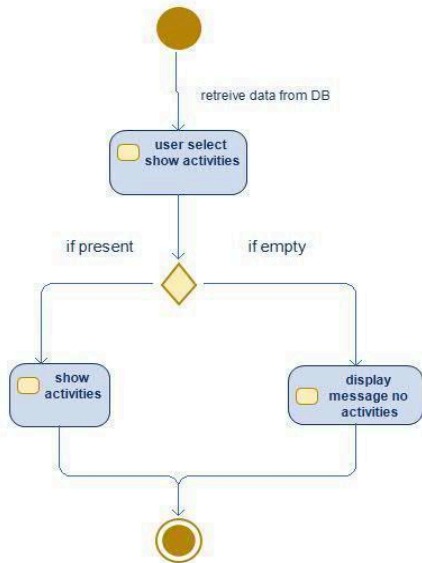 retreive data from DB
user select
show activities
if present
if empty
show
activities
display
message no
activities